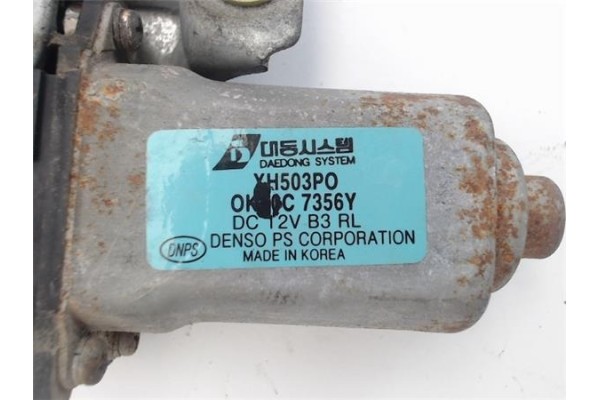 대동시스템
DAEDONG SYSTEM
XH503PO
7356Y
DC 12V B3 RL
DNPS
DENSO PS CORPORATION
MADE IN KOREA